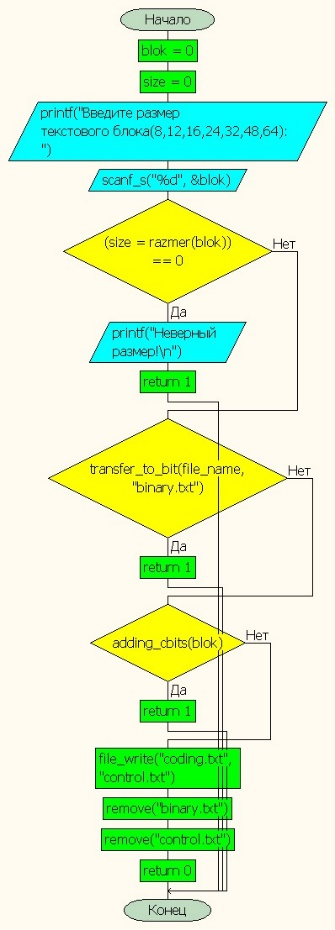 Начало
blok = 0
size = 0
printf("Введите размер
текстового блока(8,12,16,24,32,48,64):
")
scanf_s("%d", &blok)
(size = razmer(blok))
== 0
Нет
Да
printf("Неверный
размер!\n")
return 1
transfer_to_bit(file_name,
"binary.txt")
Нет
Да
return 1
adding_cbits(blok)
Нет
Да
return 1
file_write("coding.txt",
"control.txt")
remove("binary.txt")
remove("control.txt")
return 0
Конец